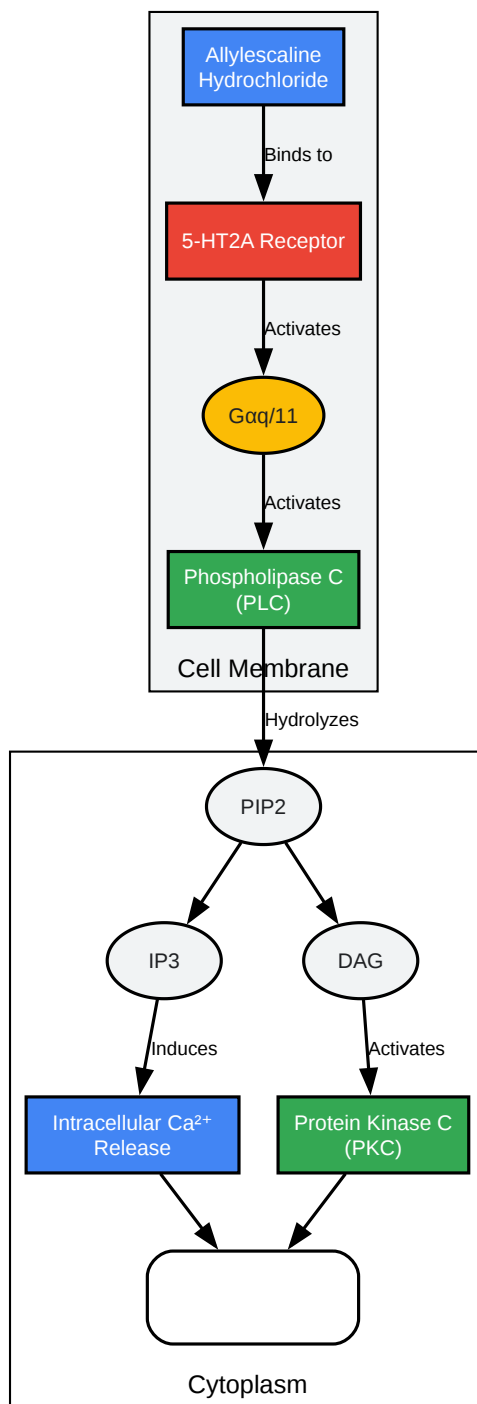 Allylescaline
Hydrochloride
Binds to
5-HT2A Receptor
Activates
Gαq/11
Activates
Phospholipase C
(PLC)
Cell Membrane
Hydrolyzes
PIP2
IP3
DAG
Induces
Activates
Intracellular Ca²⁺
Release
Protein Kinase C
(PKC)
Cytoplasm